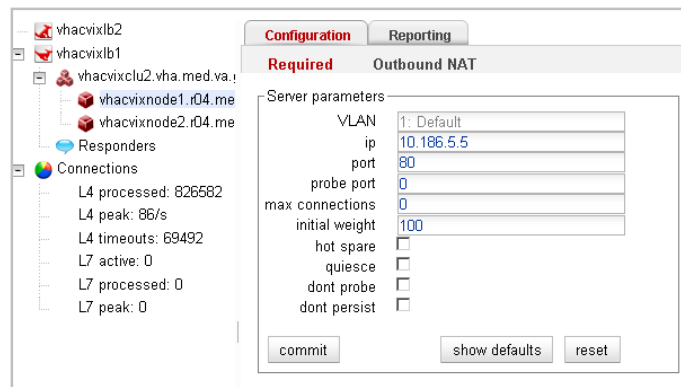 vhacvixlb2
vhacvixlb1
vhacvixclu2.vha.med.va.
vhacvixnode1.r04.me
vhacvixnode2.r04.me
Responders
Connections
L4 processed: 826582
L4 peak: 86/s
L4 timeouts: 69492
L7 active: 0
L7 processed: 0
L7 peak: 0
Configuration Reporting
Required Outbound NAT
Server parameters
VLAN 1: Default
ip 10.186.5.5
port 80
probe port 0
max connections 0
initial weight 100
hot spare
quiesce
dont probe
dont persist
commit show defaults reset